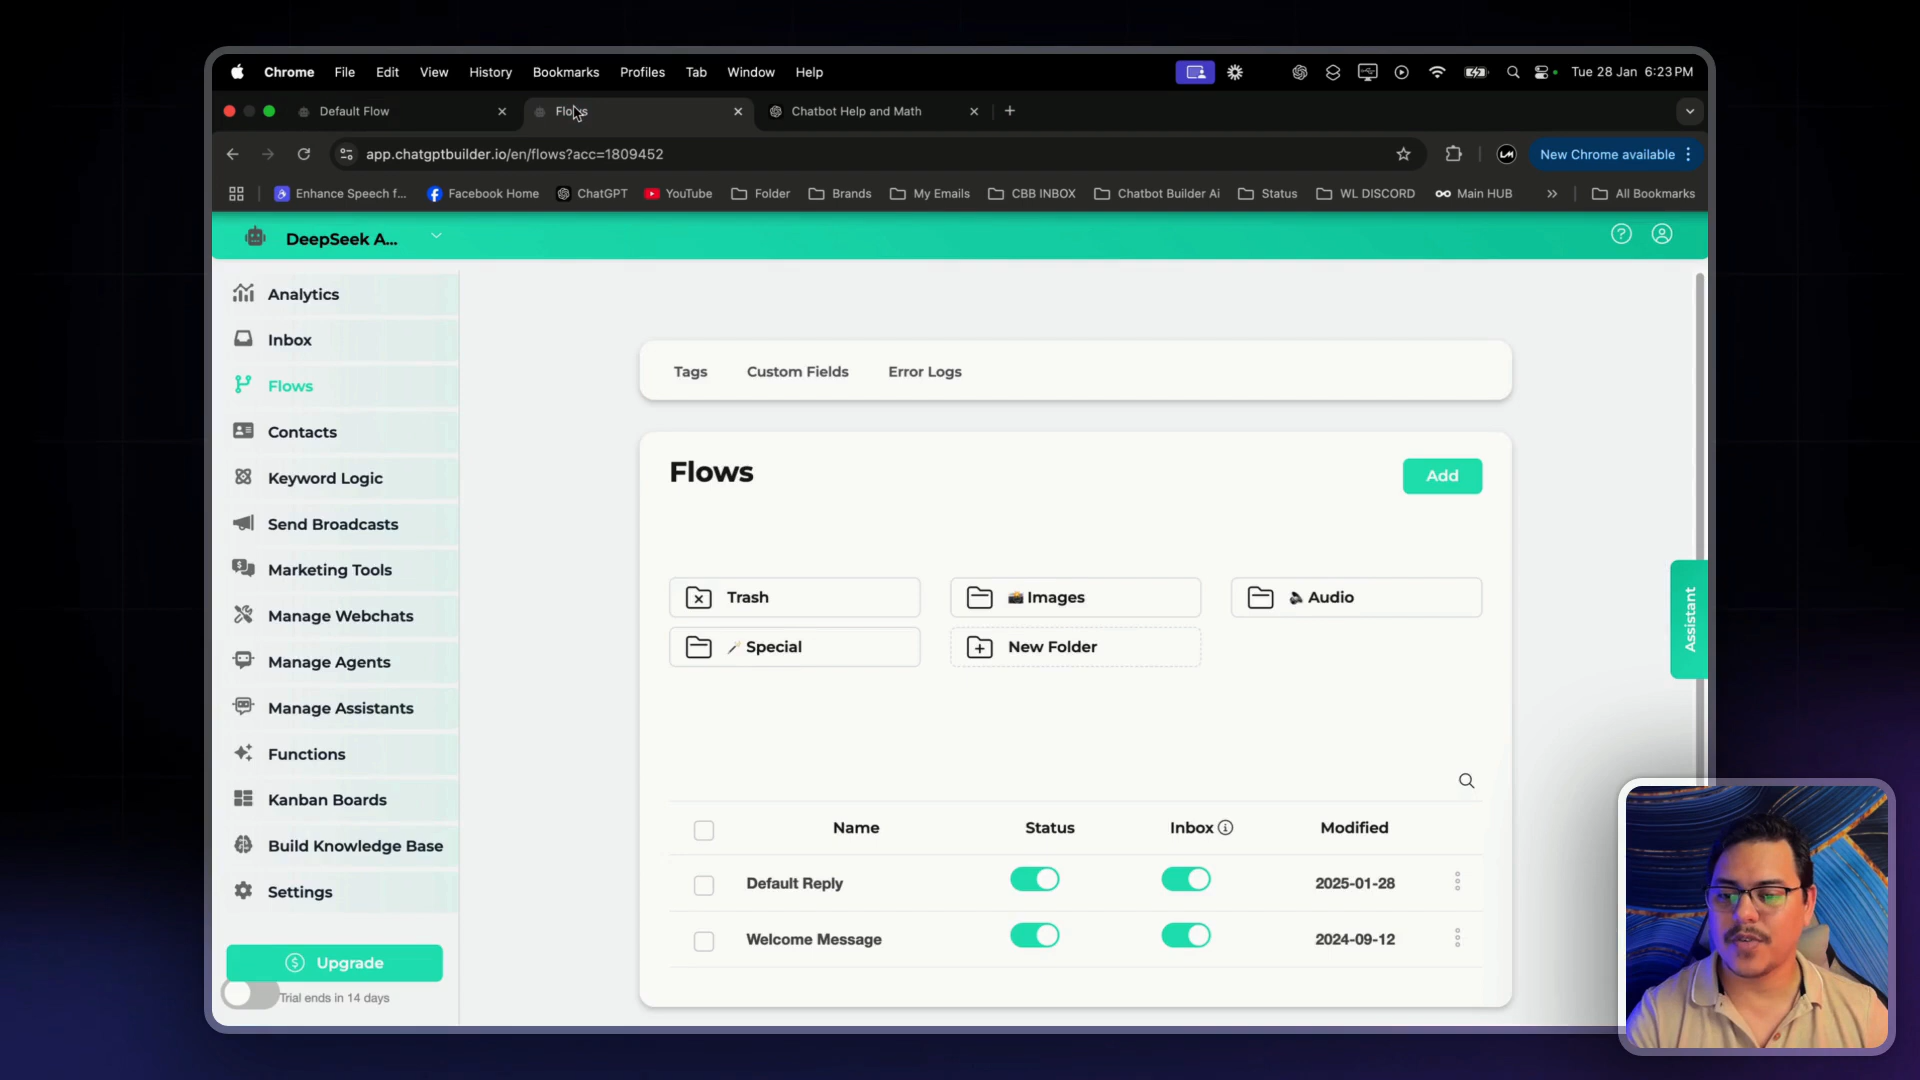 Chrome File Edit View History Bookmarks Profiles Tab Window Help Tue 28 Jan 6:23 PM
Default Flow Flows Chatbot Help and Math
app.chatgptbuilder.io/en/flows?acc=1809452 New Chrome available
Enhance Speech f... Facebook Home ChatGPT YouTube Folder Brands My Emails CBB INBOX Chatbot Builder Ai Status WL DISCORD Main HUB » All Bookmarks
DeepSeek A...
Analytics
Inbox
Flows
Contacts
Keyword Logic
Send Broadcasts
Marketing Tools
Manage Webchats
Manage Agents
Manage Assistants
Functions
Kanban Boards
Build Knowledge Base
Settings
Upgrade
Trial ends in 14 days
Tags Custom Fields Error Logs
Flows
Add
Trash Images Audio
Special New Folder
Name Status Inbox Modified
Default Reply 2025-01-28
Welcome Message 2024-09-12
Assistant